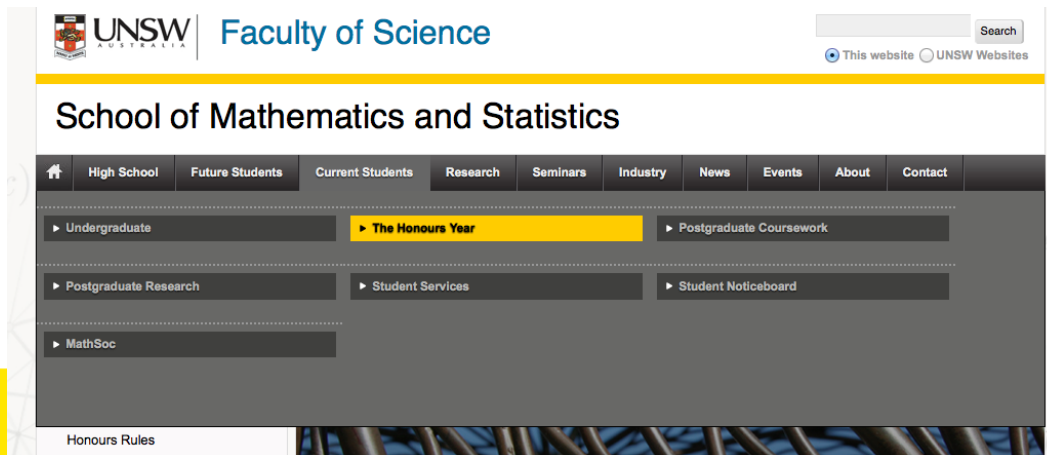 UNSW Faculty of Science
AUSTRALIA
Search
This website UNSW Websites
School of Mathematics and Statistics
High School Future Students Current Students Research Seminars Industry News Events About Contact
Undergraduate The Honours Year Postgraduate Coursework
Postgraduate Research Student Services Student Noticeboard
MathSoc
Honours Rules